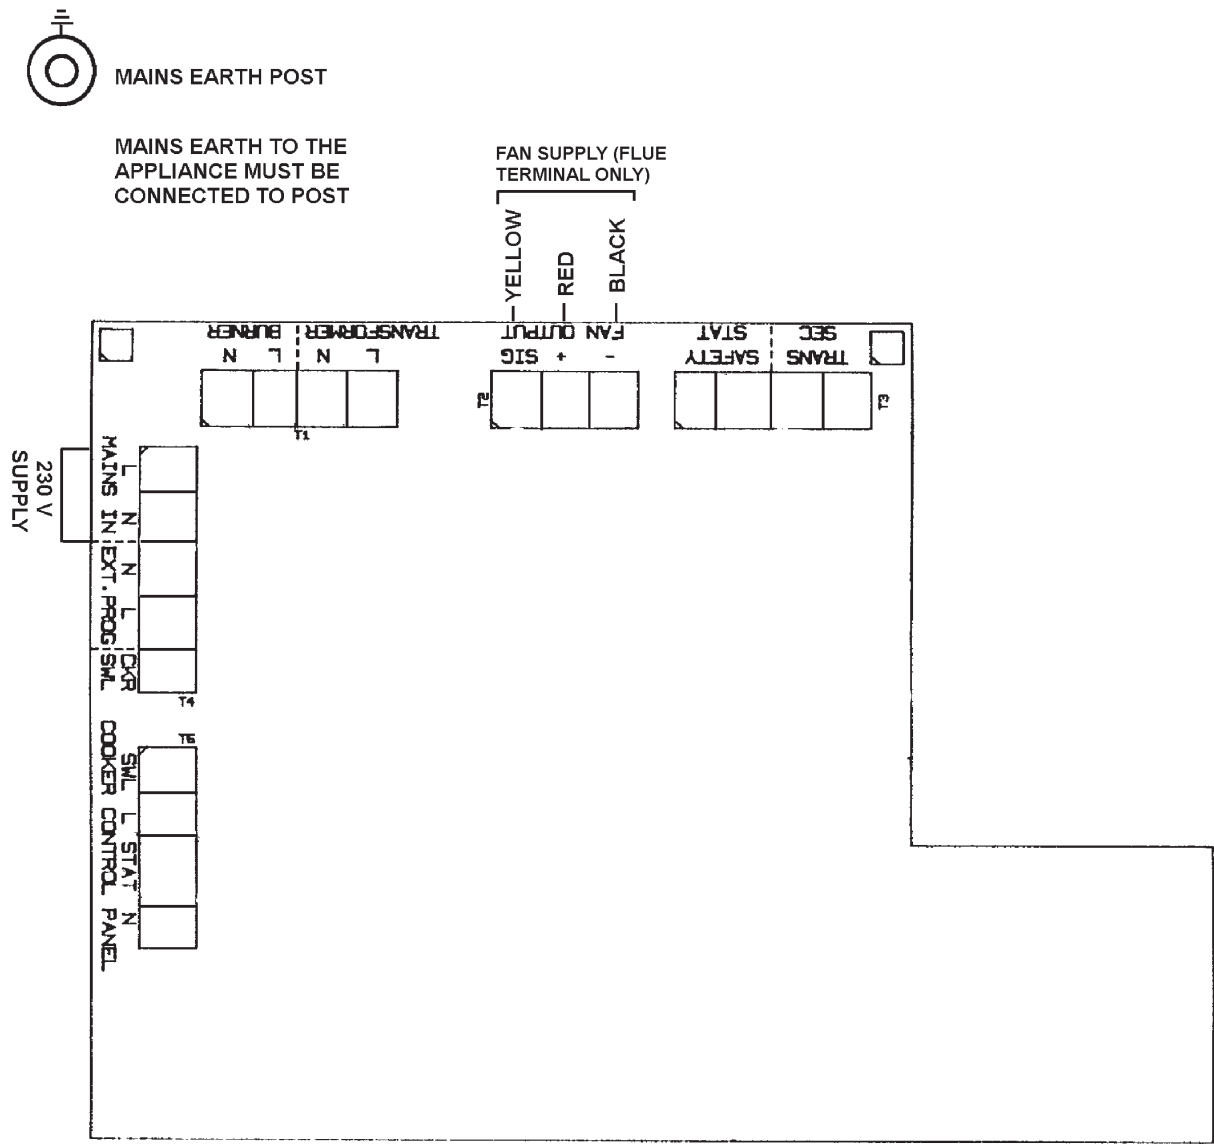 MAINS EARTH POST
MAINS EARTH TO THE
APPLIANCE MUST BE
CONNECTED TO POST
FAN SUPPLY (FLUE
TERMINAL ONLY)
YELLOW
RED
BLACK
BURNER
TRANSFORMER
N
L
N
L
T1
FAN OUTPUT
SIG
+
-
T2
SAFETY
STAT
TRANS
SEC
T3
230 V
SUPPLY
MAINS IN
L
N
EXT.PROG
N
L
CKR
SWL
T4
T5
COOKER CONTROL PANEL
SWL
L
STAT
N